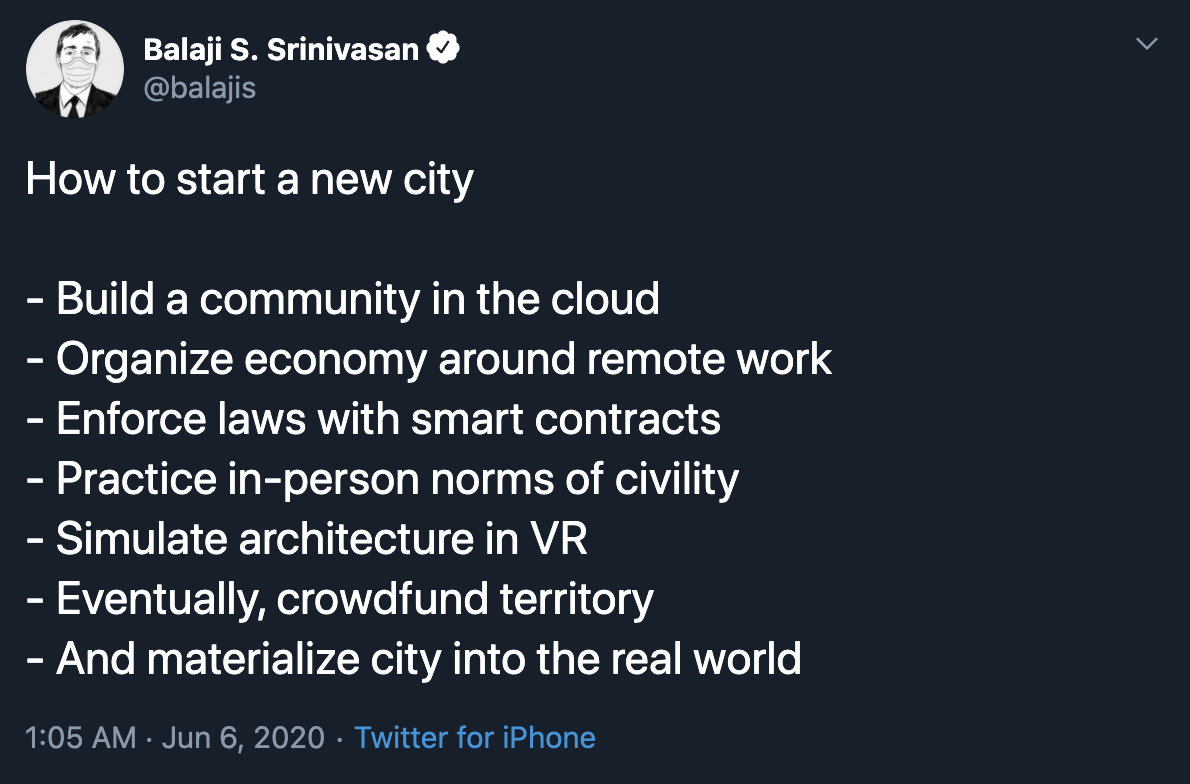 Balaji S. Srinivasan
@balajis
How to start a new city
- Build a community in the cloud
- Organize economy around remote work
- Enforce laws with smart contracts
- Practice in-person norms of civility
- Simulate architecture in VR
- Eventually, crowdfund territory
- And materialize city into the real world
1:05 AM · Jun 6, 2020 · Twitter for iPhone